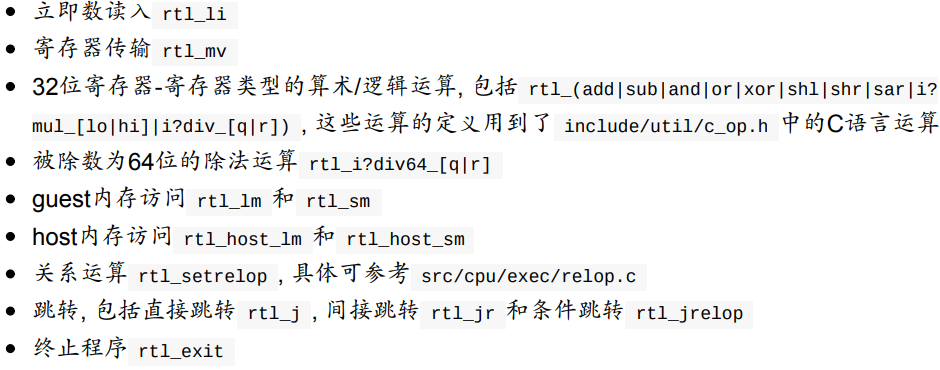 • 立即数读入 rtl_li
• 寄存器传输 rtl_mv
• 32位寄存器-寄存器类型的算术/逻辑运算, 包括 rtl_(add|sub|and|or|xor|shl|shr|sar|i?
mul_[lo|hi]|i?div_[q|r]) , 这些运算的定义用到了 include/util/c_op.h 中的C语言运算
• 被除数为64位的除法运算 rtl_i?div64_[q|r]
• guest内存访问 rtl_lm 和 rtl_sm
• host内存访问 rtl_host_lm 和 rtl_host_sm
• 关系运算 rtl_setrelop , 具体可参考 src/cpu/exec/relop.c
• 跳转, 包括直接跳转 rtl_j , 间接跳转 rtl_jr 和条件跳转 rtl_jrelop
• 终止程序 rtl_exit